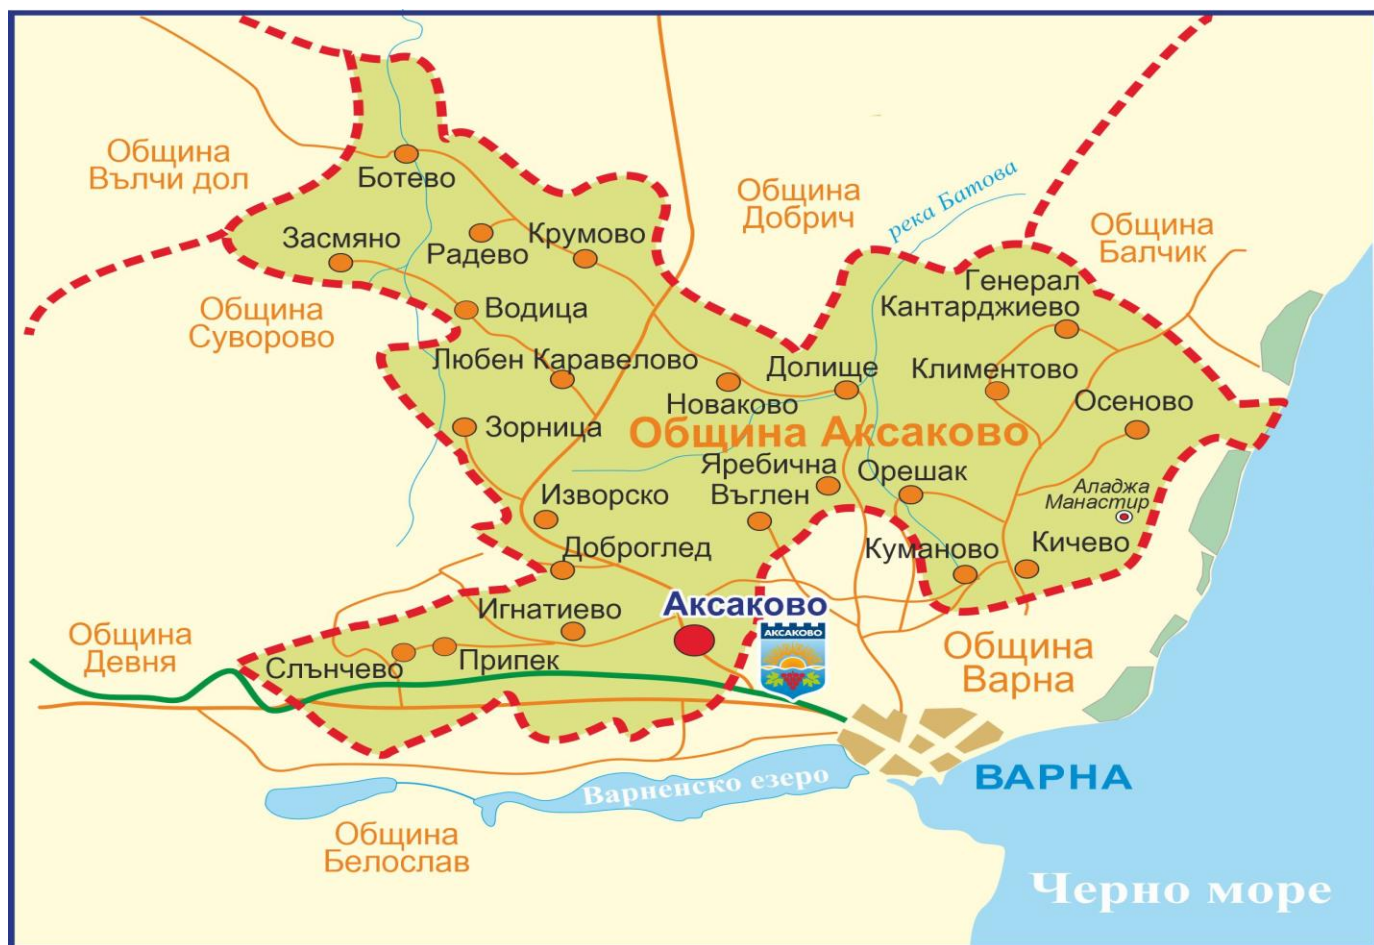 Община
Вълчи дол
Ботево
Община
Добрич
река Батова
Община
Балчик
Засмяно
Радево
Крумово
Генерал
Кантарджиево
Община
Суворово
Водица
Любен Каравелово
Новаково
Долище
Климентово
Осеново
Зорница
Община Аксаково
Яребична
Орешак
Изворско
Въглен
Аладжа
Манастир
Доброглед
Куманово
Кичево
Игнатиево
Аксаково
АКСАКОВО
Община
Девня
Слънчево
Припек
Община
Варна
Варненско езеро
ВАРНА
Община
Белослав
Черно море